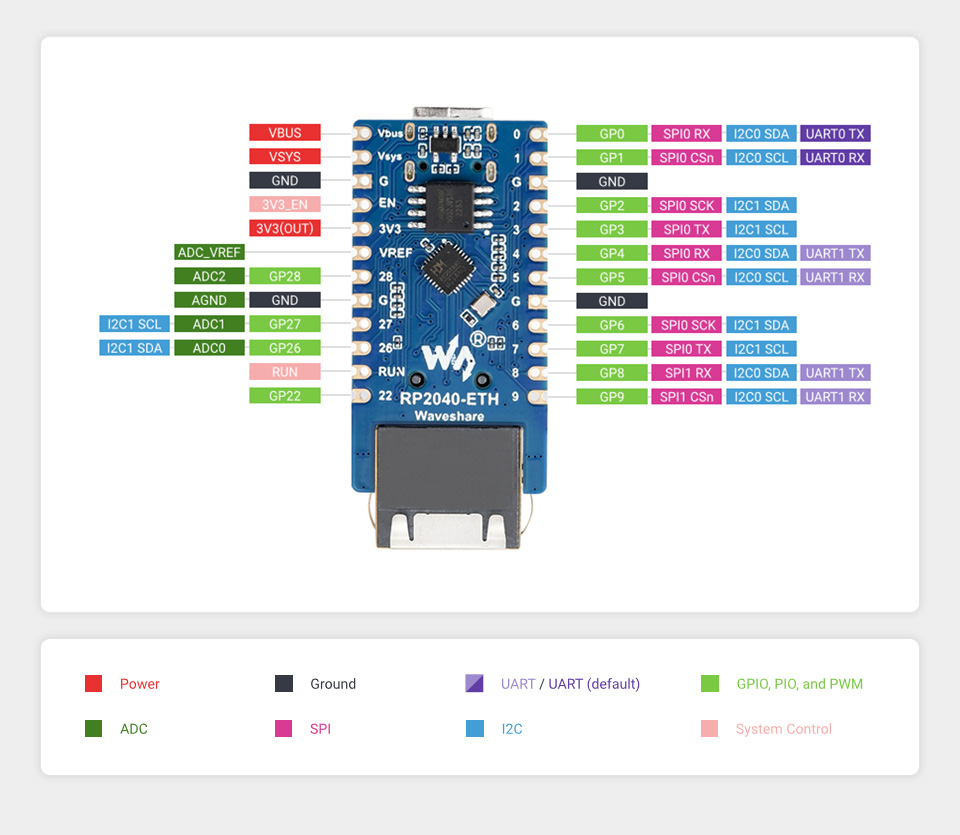 VBUS Vbus 0 GP0 SPI0 RX I2C0 SDA UART0 TX
VSYS Vsys 1 GP1 SPI0 CSn I2C0 SCL UART0 RX
GND G G GND
3V3_EN EN 2 GP2 SPI0 SCK I2C1 SDA
3V3(OUT) 3V3 3 GP3 SPI0 TX I2C1 SCL
ADC_VREF VREF 4 GP4 SPI0 RX I2C0 SDA UART1 TX
ADC2 GP28 28 5 GP5 SPI0 CSn I2C0 SCL UART1 RX
AGND GND G G GND
I2C1 SCL ADC1 GP27 27 6 GP6 SPI0 SCK I2C1 SDA
I2C1 SDA ADC0 GP26 26 7 GP7 SPI0 TX I2C1 SCL
RUN RUN 8 GP8 SPI1 RX I2C0 SDA UART1 TX
GP22 22 9 GP9 SPI1 CSn I2C0 SCL UART1 RX
®
RP2040-ETH
Waveshare
Power Ground UART / UART (default) GPIO, PIO, and PWM
ADC SPI I2C System Control